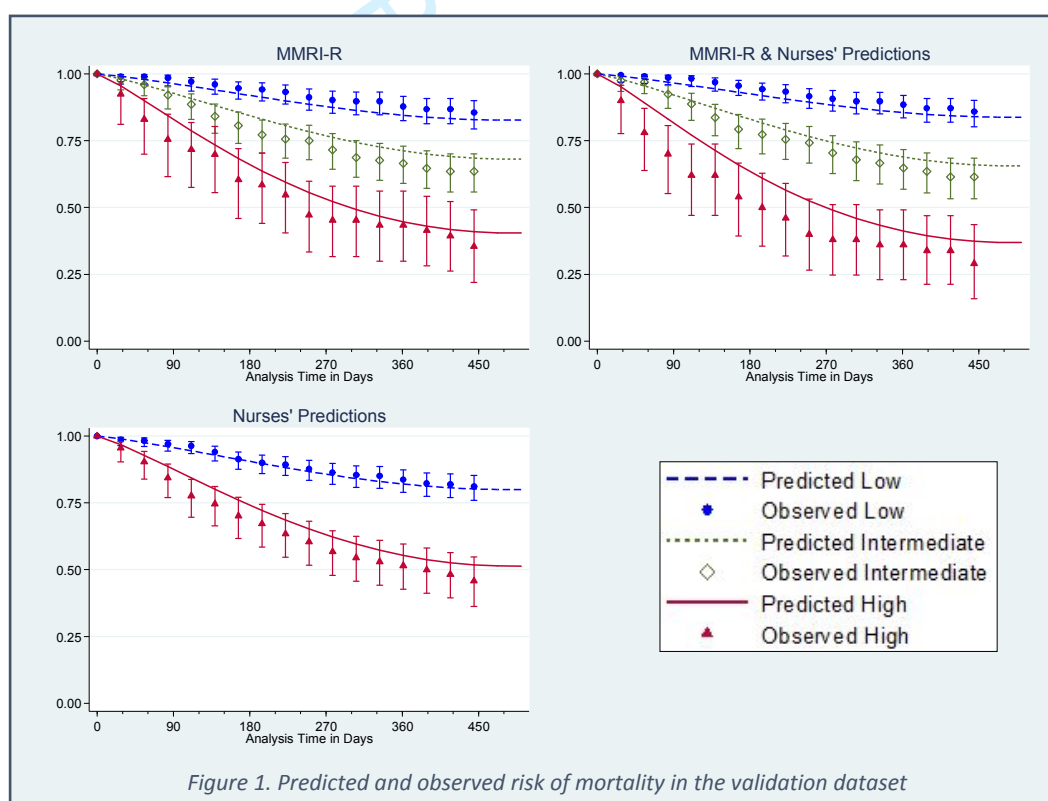 MMRI-R
1.00
0.75
0.50
0.25
0.00
0 90 180 270 360 450
Analysis Time in Days
MMRI-R & Nurses' Predictions
1.00
0.75
0.50
0.25
0.00
0 90 180 270 360 450
Analysis Time in Days
Nurses' Predictions
1.00
0.75
0.50
0.25
0.00
0 90 180 270 360 450
Analysis Time in Days
Predicted Low
Observed Low
Predicted Intermediate
Observed Intermediate
Predicted High
Observed High
Figure 1. Predicted and observed risk of mortality in the validation dataset